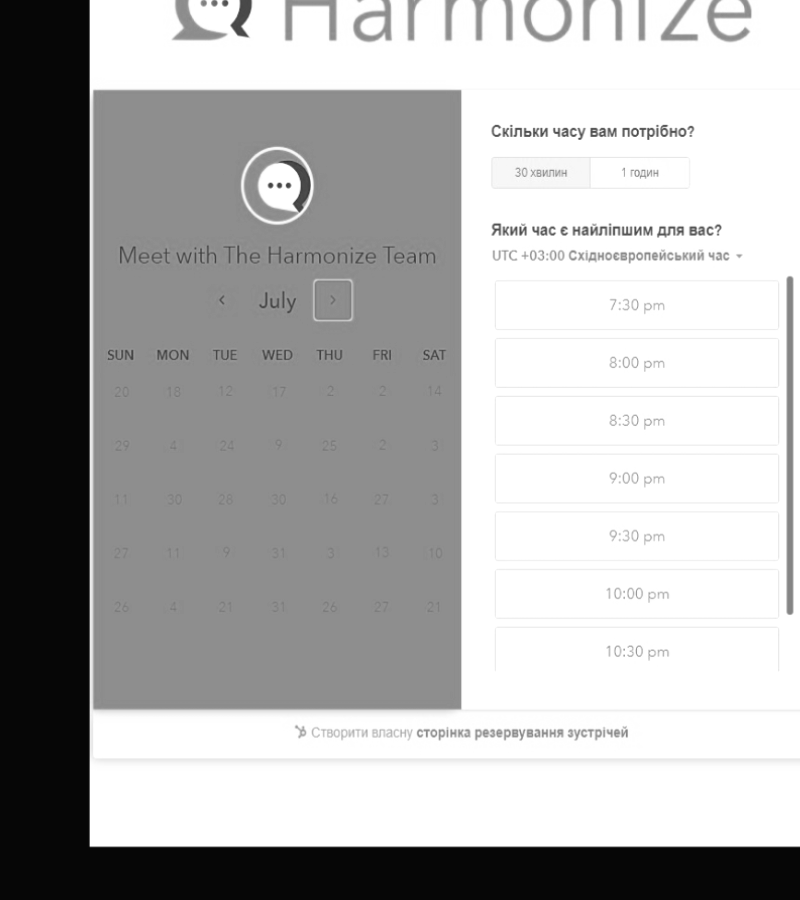 Harmonize
Meet with The Harmonize Team
July
SUN MON TUE WED THU FRI SAT
20 18 12 17 2 2 14
29 4 24 9 25 2 3
11 30 28 30 16 27 3
27 11 9 31 3 13 10
26 4 21 31 26 27 21
Скільки часу вам потрібно?
30 хвилин 1 годин
Який час є найліпшим для вас?
UTC +03:00 Східноєвропейський час
7:30 pm
8:00 pm
8:30 pm
9:00 pm
9:30 pm
10:00 pm
10:30 pm
Створити власну сторінка резервування зустрічей